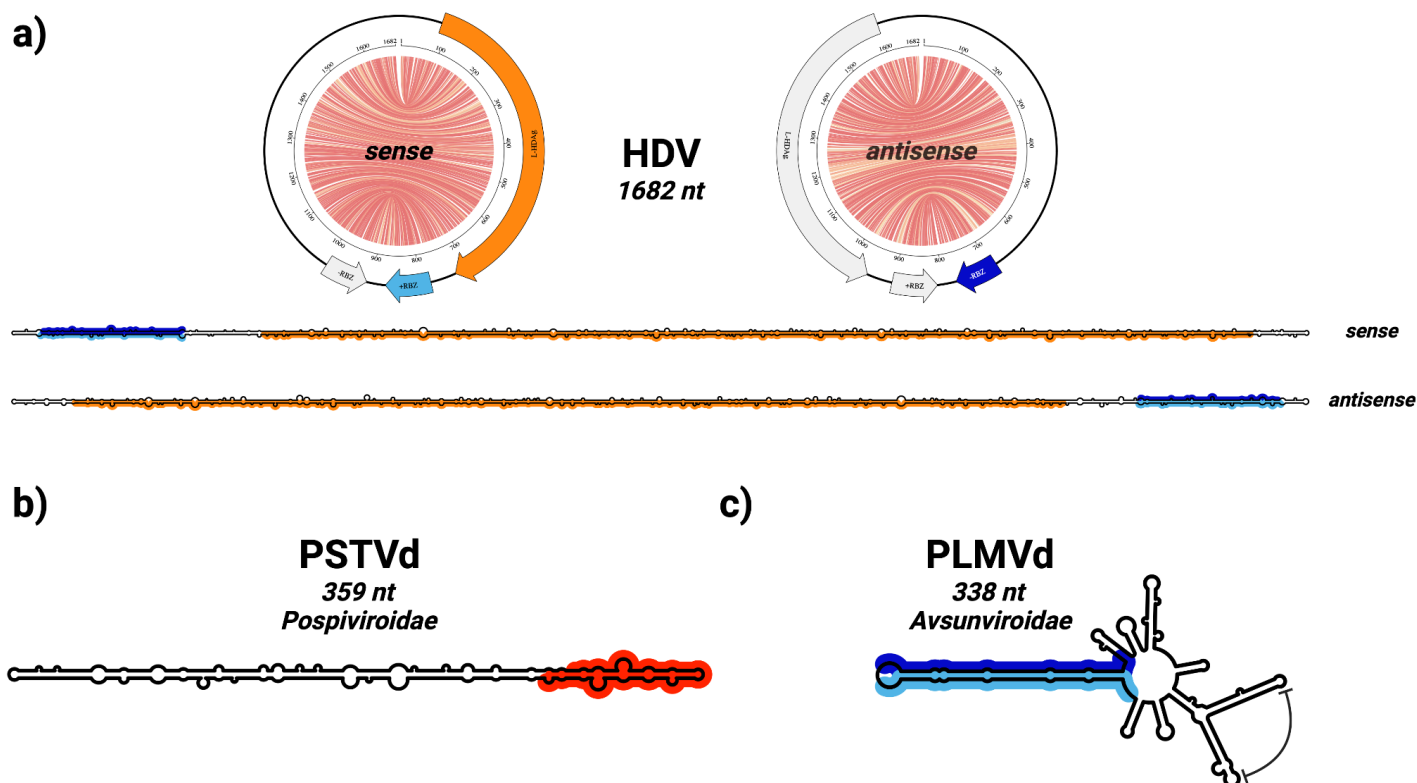 a)
1682
100
200
300
400
500
600
700
800
900
1000
1100
1200
1300
1400
1500
1600
sense
L-HDAg
-RBZ
+RBZ
HDV
1682 nt
1682
100
200
300
400
500
600
700
800
900
1000
1100
1200
1300
1400
1500
1600
antisense
L-HDAg
+RBZ
-RBZ
sense
antisense
b)
PSTVd
359 nt
Pospiviroidae
c)
PLMVd
338 nt
Avsunviroidae